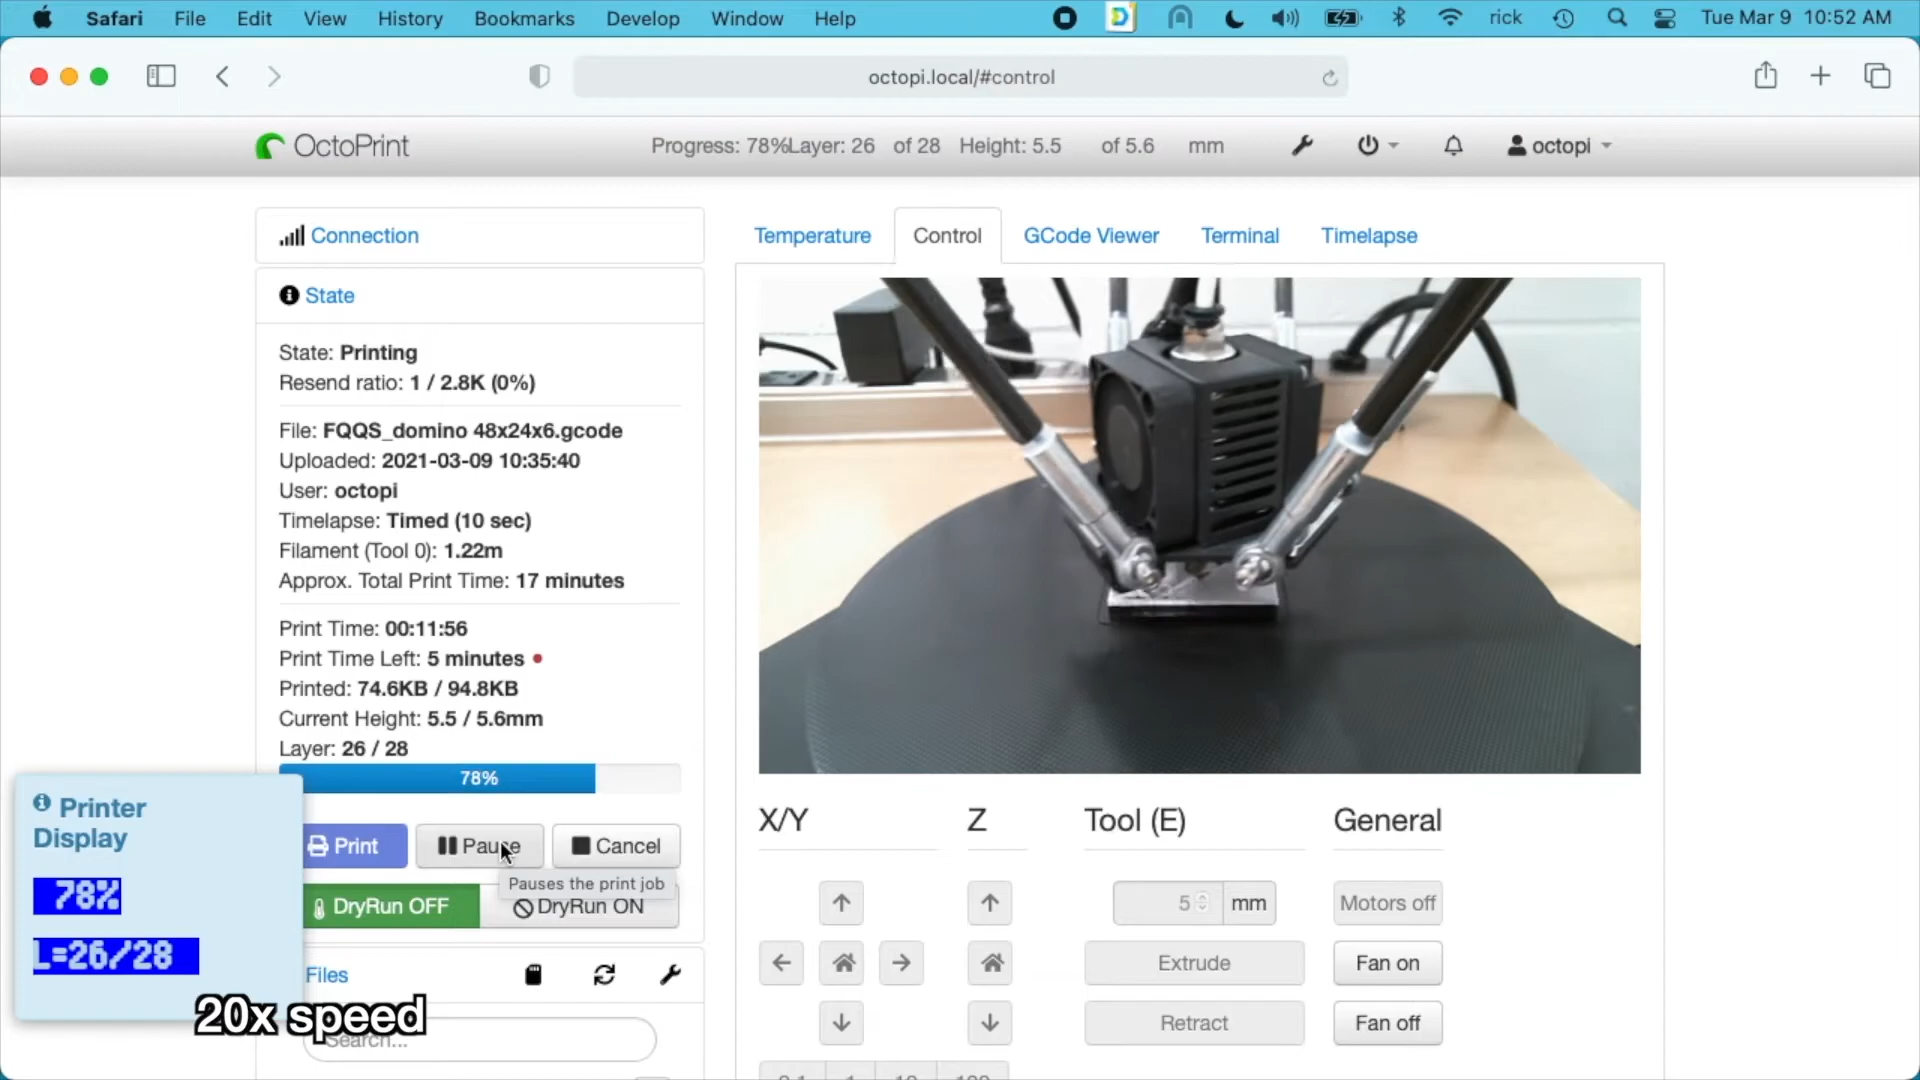 Safari File Edit View History Bookmarks Develop Window Help rick Tue Mar 9 10:52 AM
octopi.local/#control
OctoPrint Progress: 78%Layer: 26 of 28 Height: 5.5 of 5.6 mm octopi
Connection
State
State: Printing
Resend ratio: 1 / 2.8K (0%)
File: FQQS_domino 48x24x6.gcode
Uploaded: 2021-03-09 10:35:40
User: octopi
Timelapse: Timed (10 sec)
Filament (Tool 0): 1.22m
Approx. Total Print Time: 17 minutes
Print Time: 00:11:56
Print Time Left: 5 minutes
Printed: 74.6KB / 94.8KB
Current Height: 5.5 / 5.6mm
Layer: 26 / 28
78%
Print Pause Cancel
Pauses the print job
DryRun OFF DryRun ON
Files
Search...
Printer
Display
78%
L=26/28
20x speed
Temperature Control GCode Viewer Terminal Timelapse
X/Y Z Tool (E) General
5 mm Motors off
Extrude Fan on
Retract Fan off